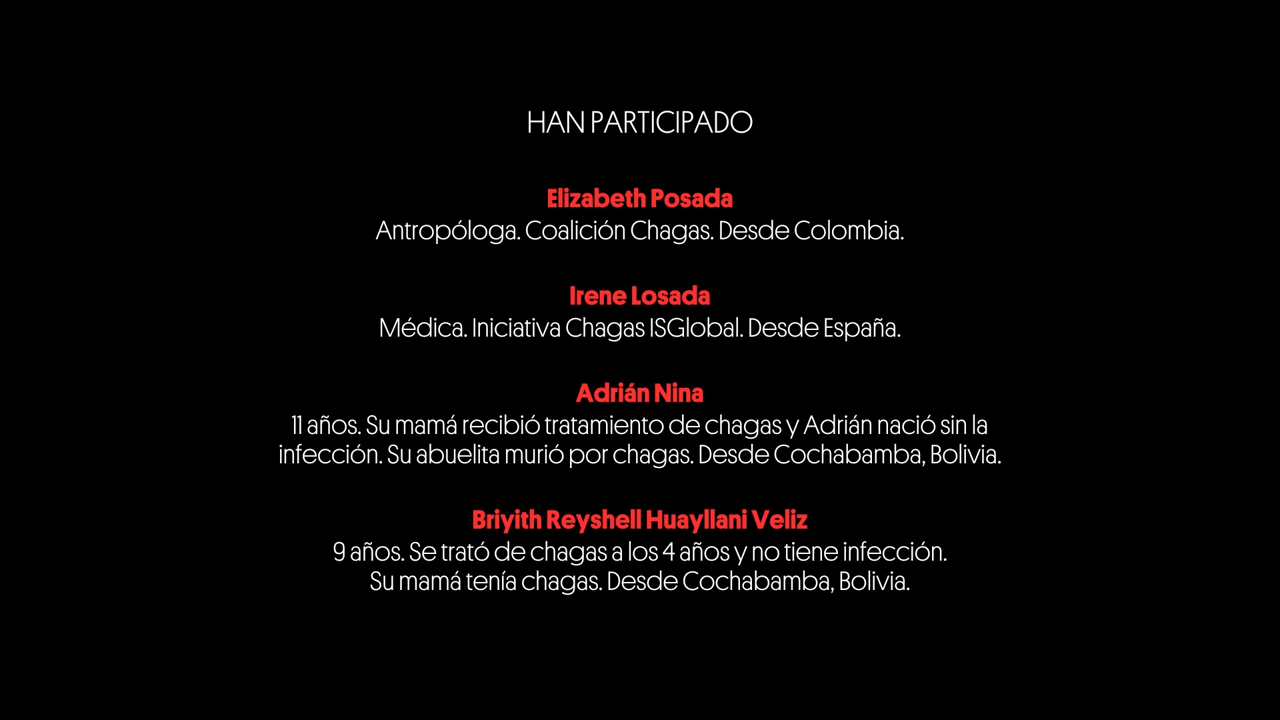 HAN PARTICIPADO
Elizabeth Posada
Antropóloga. Coalición Chagas. Desde Colombia.
Irene Losada
Médica. Iniciativa Chagas ISGlobal. Desde España.
Adrián Nina
11 años. Su mamá recibió tratamiento de chagas y Adrián nació sin la
infección. Su abuelita murió por chagas. Desde Cochabamba, Bolivia.
Briyith Reyshell Huayllani Veliz
9 años. Se trató de chagas a los 4 años y no tiene infección.
Su mamá tenía chagas. Desde Cochabamba, Bolivia.